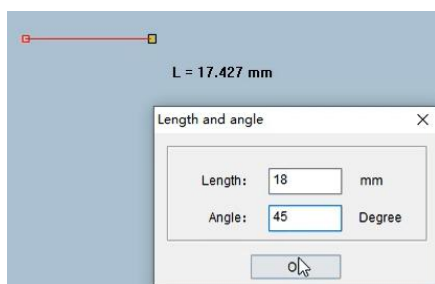 L = 17.427 mm
Length and angle
Length: 18 mm
Angle: 45 Degree